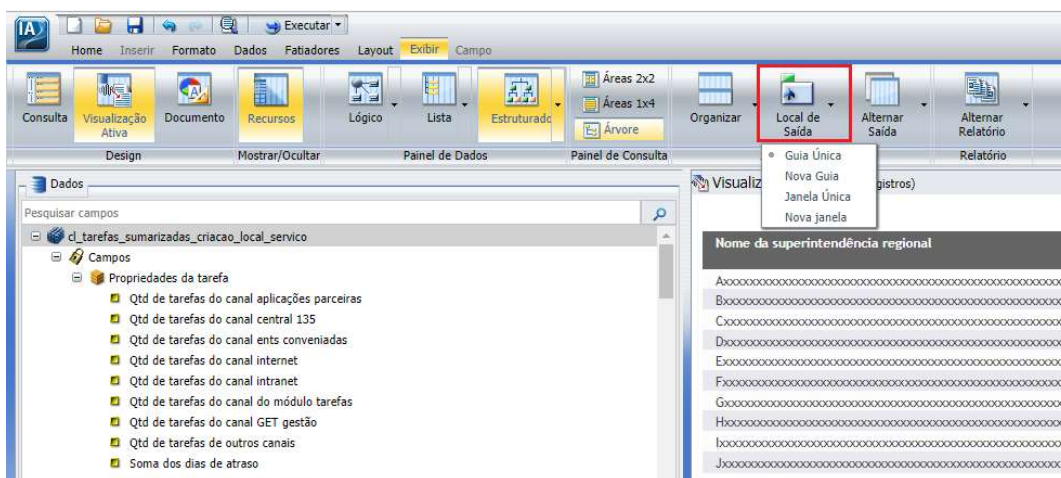 IA
Executar
Home Inserir Formato Dados Fatiadores Layout Exibir Campo
Consulta
Visualização Ativa
Documento
Recursos
Lógico
Lista
Estruturado
Áreas 2x2
Áreas 1x4
Árvore
Organizar
Local de Saída
Alternar Saída
Alternar Relatório
Design Mostrar/Ocultar Painel de Dados Painel de Consulta Relatório
Guia Única
Nova Guia
Janela Única
Nova janela
Dados
Pesquisar campos
cl_tarefas_sumarizadas_criacao_local_servico
Campos
Propriedades da tarefa
Qtd de tarefas do canal aplicações parceiras
Qtd de tarefas do canal central 135
Qtd de tarefas do canal ents conveniadas
Qtd de tarefas do canal internet
Qtd de tarefas do canal intranet
Qtd de tarefas do canal do módulo tarefas
Qtd de tarefas do canal GET gestão
Qtd de tarefas de outros canais
Soma dos dias de atraso
Nome da superintendência regional